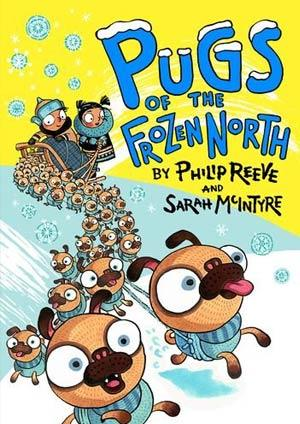 PUGS
OF THE
FROZEN NORTH
BY PHILIP REEVE
AND
SARAH McINTYRE